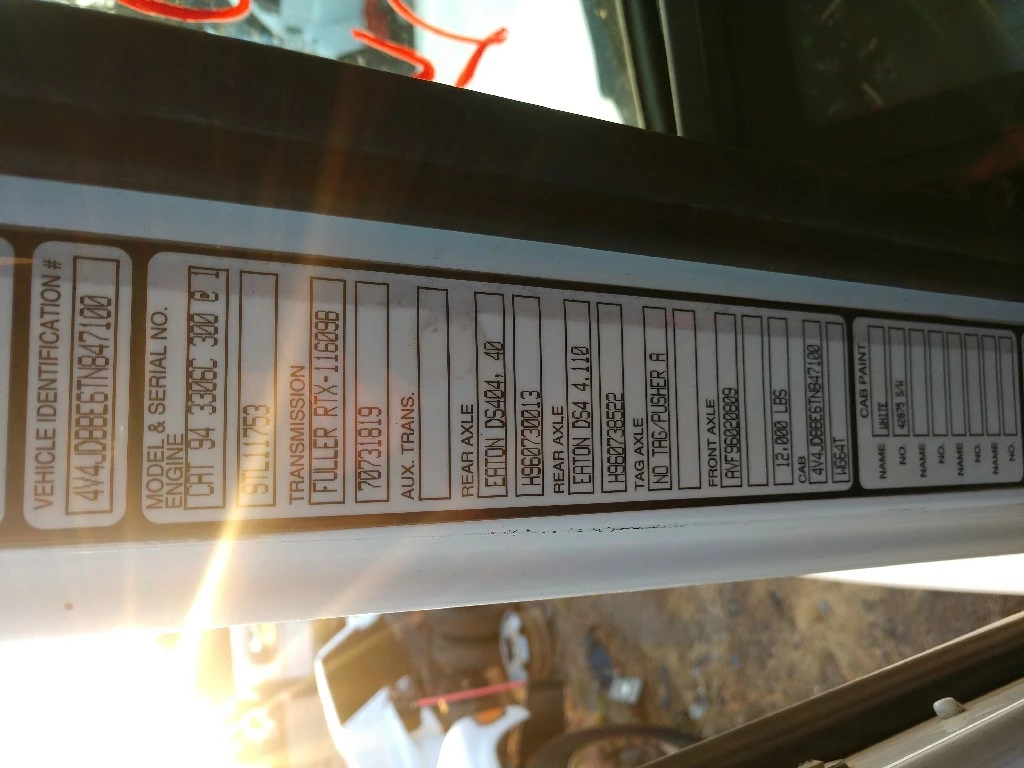 VEHICLE IDENTIFICATION #
4V4JDBBE6TN847100
MODEL & SERIAL NO.
ENGINE
CAT 94 3306C 300 @ 1
9TL11753
TRANSMISSION
FULLER RTX-11609B
70731819
AUX. TRANS.
REAR AXLE
EATON DS404, 40
H960730013
REAR AXLE
EATON DS4 4.110
H960738522
TAG AXLE
NO TAG/PUSHER A
FRONT AXLE
12,000 LBS
CAB
4V4JDBBE6TN847100
WG64T
CAB PAINT
NAME WHITE
NO.
NAME
NO.
NAME
NO.
NAME
NO.